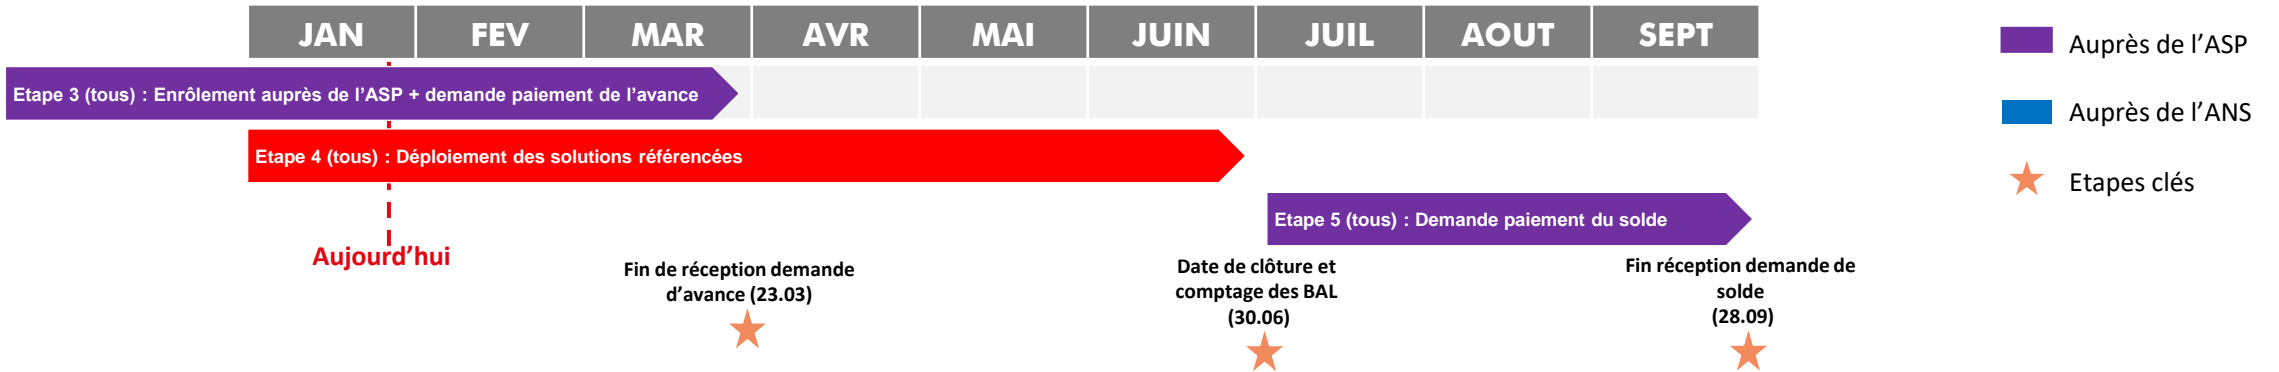 JAN FEV MAR AVR MAI JUIN JUIL AOUT SEPT
Etape 3 (tous) : Enrôlement auprès de l’ASP + demande paiement de l’avance
Etape 4 (tous) : Déploiement des solutions référencées
Etape 5 (tous) : Demande paiement du solde
Aujourd’hui
Fin de réception demande
d’avance (23.03)
Date de clôture et
comptage des BAL
(30.06)
Fin réception demande de
solde
(28.09)
Auprès de l’ASP
Auprès de l’ANS
Etapes clés